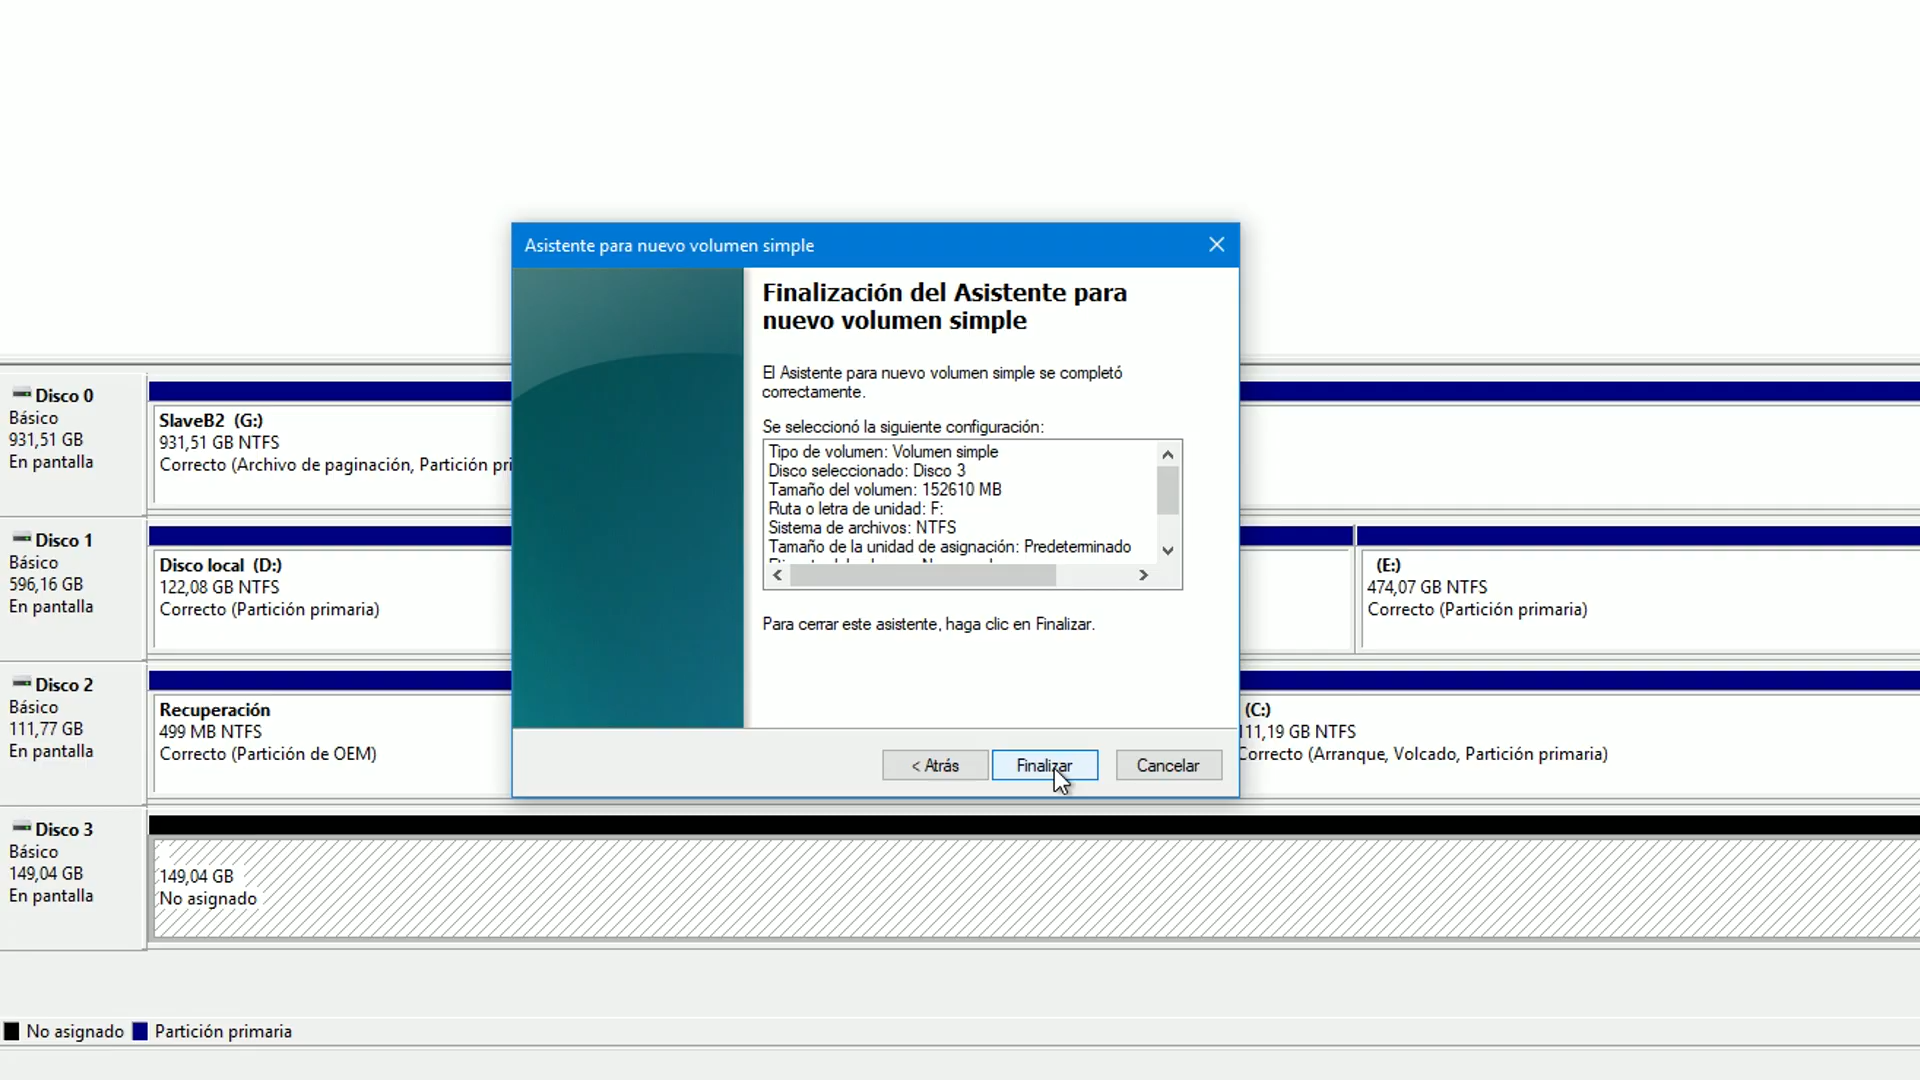 Asistente para nuevo volumen simple
Finalización del Asistente para
nuevo volumen simple
El Asistente para nuevo volumen simple se completó
correctamente.
Se seleccionó la siguiente configuración:
Tipo de volumen: Volumen simple
Disco seleccionado: Disco 3
Tamaño del volumen: 152610 MB
Ruta o letra de unidad: F:
Sistema de archivos: NTFS
Tamaño de la unidad de asignación: Predeterminado
Para cerrar este asistente, haga clic en Finalizar.
< Atrás
Finalizar
Cancelar
Disco 0
Básico
931,51 GB
En pantalla
SlaveB2 (G:)
931,51 GB NTFS
Correcto (Archivo de paginación, Partición pri
Disco 1
Básico
596,16 GB
En pantalla
Disco local (D:)
122,08 GB NTFS
Correcto (Partición primaria)
(E:)
474,07 GB NTFS
Correcto (Partición primaria)
Disco 2
Básico
111,77 GB
En pantalla
Recuperación
499 MB NTFS
Correcto (Partición de OEM)
(C:)
111,19 GB NTFS
Correcto (Arranque, Volcado, Partición primaria)
Disco 3
Básico
149,04 GB
En pantalla
149,04 GB
No asignado
No asignado
Partición primaria